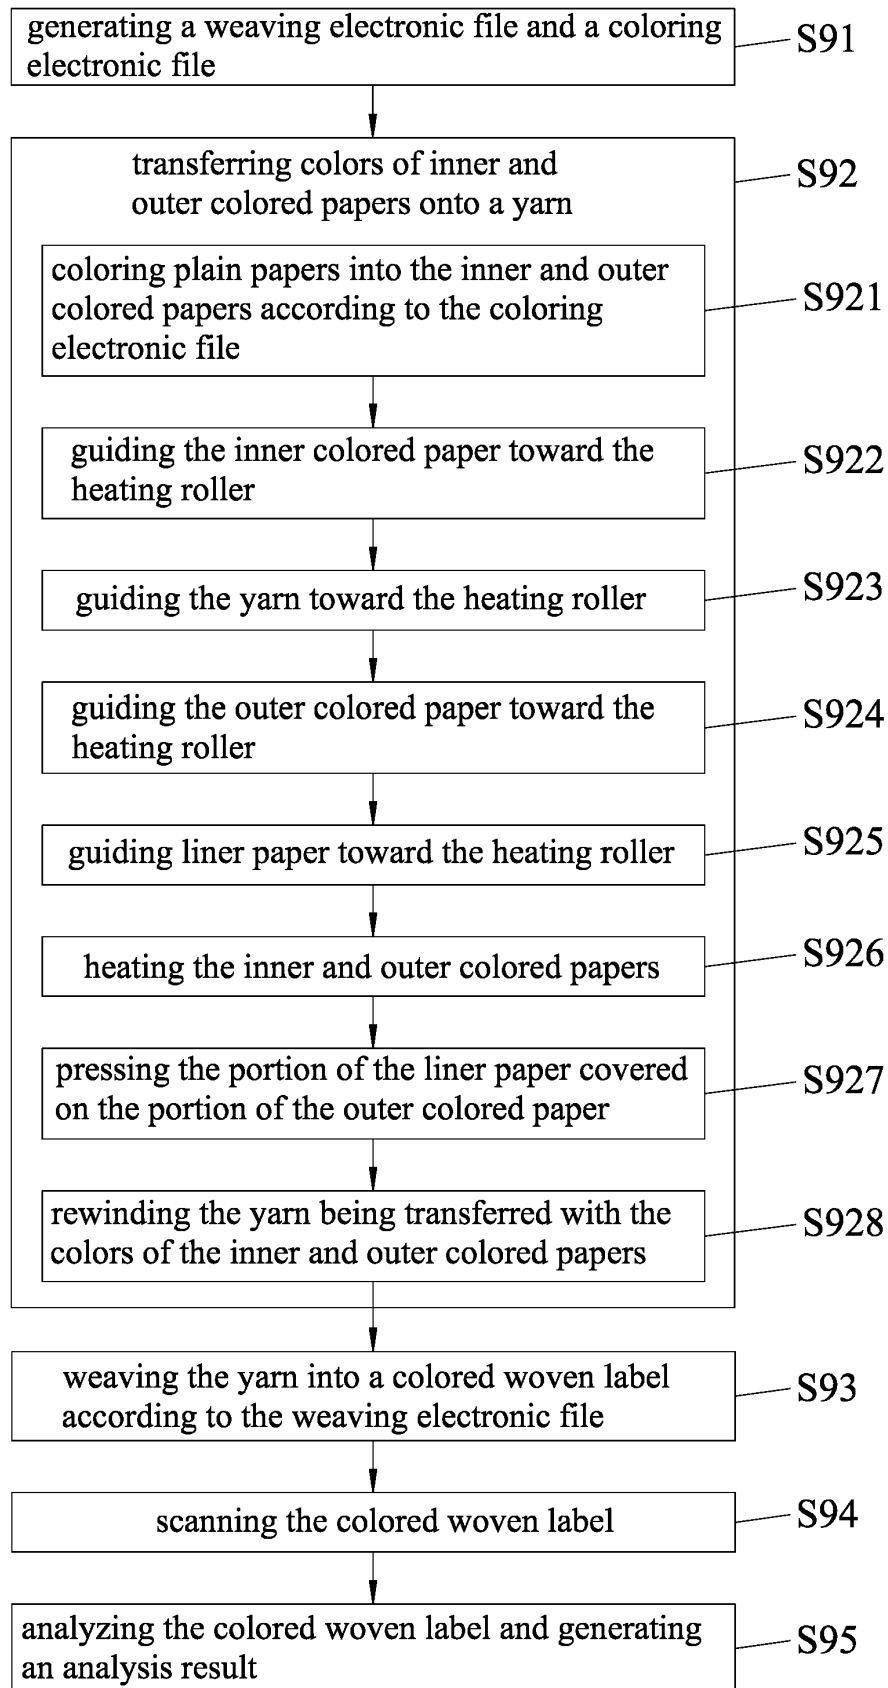 generating a weaving electronic file and a coloring
electronic file
S91
transferring colors of inner and
outer colored papers onto a yarn
S92
coloring plain papers into the inner and outer
colored papers according to the coloring
electronic file
S921
guiding the inner colored paper toward the
heating roller
S922
guiding the yarn toward the heating roller
S923
guiding the outer colored paper toward the
heating roller
S924
guiding liner paper toward the heating roller
S925
heating the inner and outer colored papers
S926
pressing the portion of the liner paper covered
on the portion of the outer colored paper
S927
rewinding the yarn being transferred with the
colors of the inner and outer colored papers
S928
weaving the yarn into a colored woven label
according to the weaving electronic file
S93
scanning the colored woven label
S94
analyzing the colored woven label and generating
an analysis result
S95